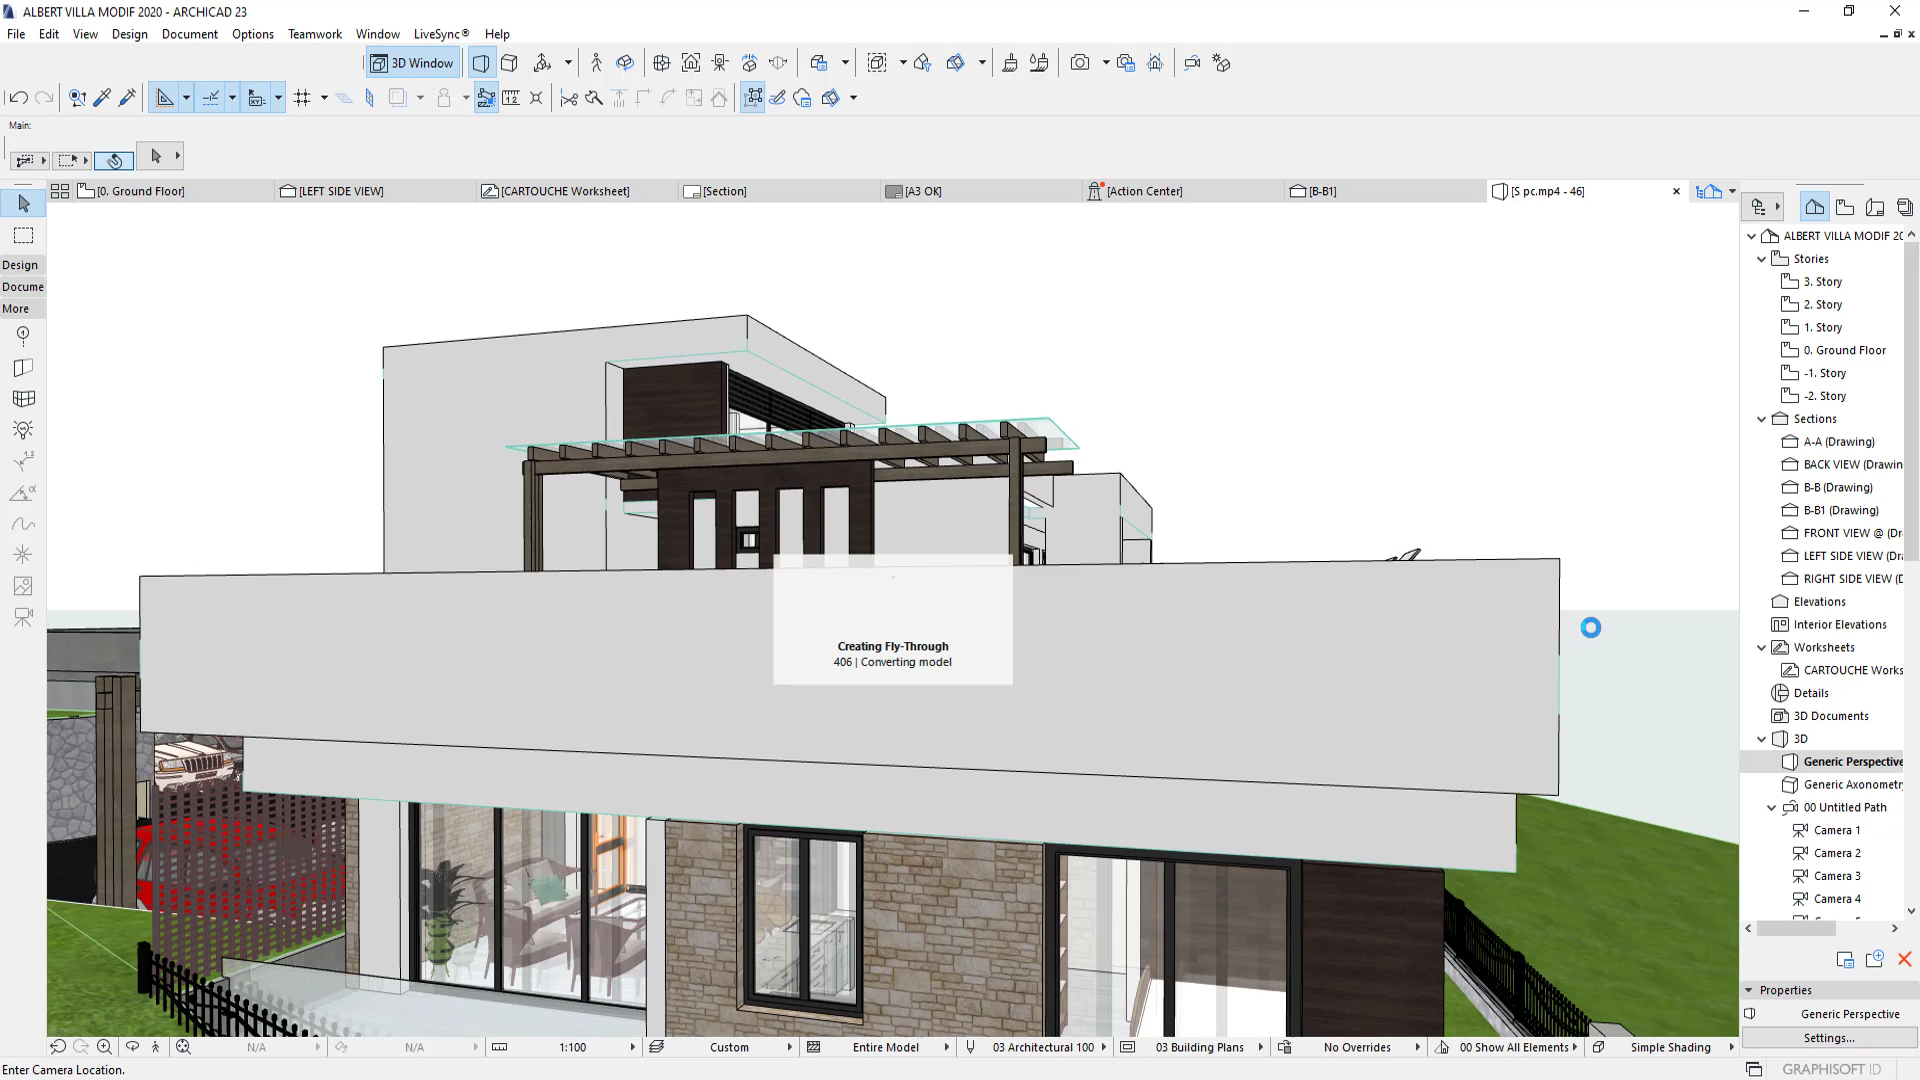 ALBERT VILLA MODIF 2020 - ARCHICAD 23
File Edit View Design Document Options Teamwork Window LiveSync® Help
3D Window
Main:
[0. Ground Floor] [LEFT SIDE VIEW] [CARTOUCHE Worksheet] [Section] [A3 OK] [Action Center] [B-B1] [S pc.mp4 - 46]
Design
Docume
More
ALBERT VILLA MODIF 20
Stories
3. Story
2. Story
1. Story
0. Ground Floor
-1. Story
-2. Story
Sections
A-A (Drawing)
BACK VIEW (Drawin
B-B (Drawing)
B-B1 (Drawing)
FRONT VIEW @ (D
LEFT SIDE VIEW (Dr
RIGHT SIDE VIEW (D
Elevations
Interior Elevations
Worksheets
CARTOUCHE Works
Details
3D Documents
3D
Generic Perspective
Generic Axonometr
00 Untitled Path
Camera 1
Camera 2
Camera 3
Camera 4
Creating Fly-Through
406 | Converting model
Properties
Generic Perspective
Settings...
N/A N/A 1:100 Custom Entire Model 03 Architectural 100 03 Building Plans No Overrides 00 Show All Elements Simple Shading
Enter Camera Location.
GRAPHISOFT ID